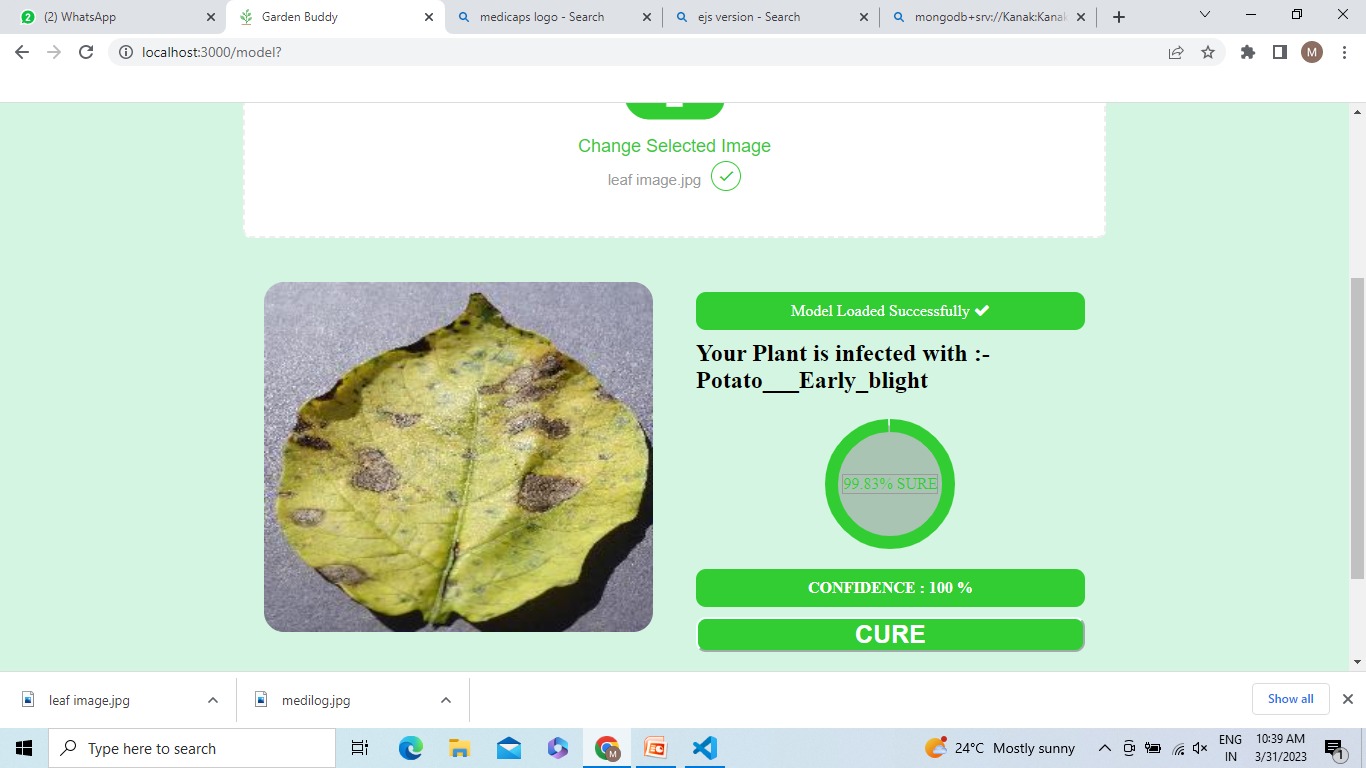 (2) WhatsApp
Garden Buddy
medicaps logo - Search
ejs version - Search
mongodb+srv://Kanak:Kanak
localhost:3000/model?
M
Change Selected Image
leaf image.jpg
Model Loaded Successfully
Your Plant is infected with :-
Potato___Early_blight
99.83% SURE
CONFIDENCE : 100 %
CURE
leaf image.jpg
medilog.jpg
Show all
Type here to search
24°C Mostly sunny
ENG
IN
10:39 AM
3/31/2023
1